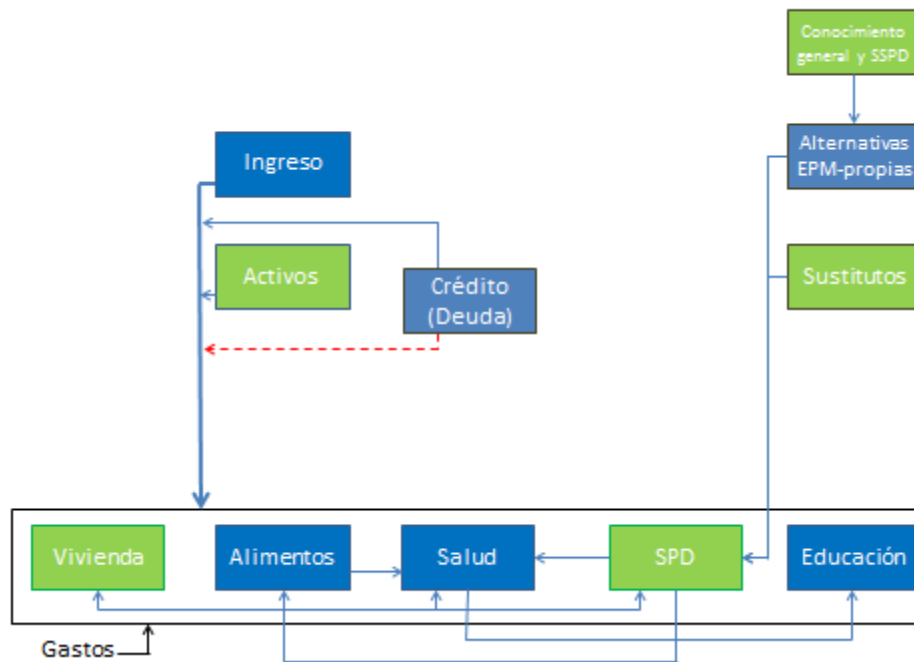 Conocimiento
general y SSPD
Ingreso
Alternativas
EPM-propias
Activos
Crédito
(Deuda)
Sustitutos
Vivienda
Alimentos
Salud
SPD
Educación
Gastos